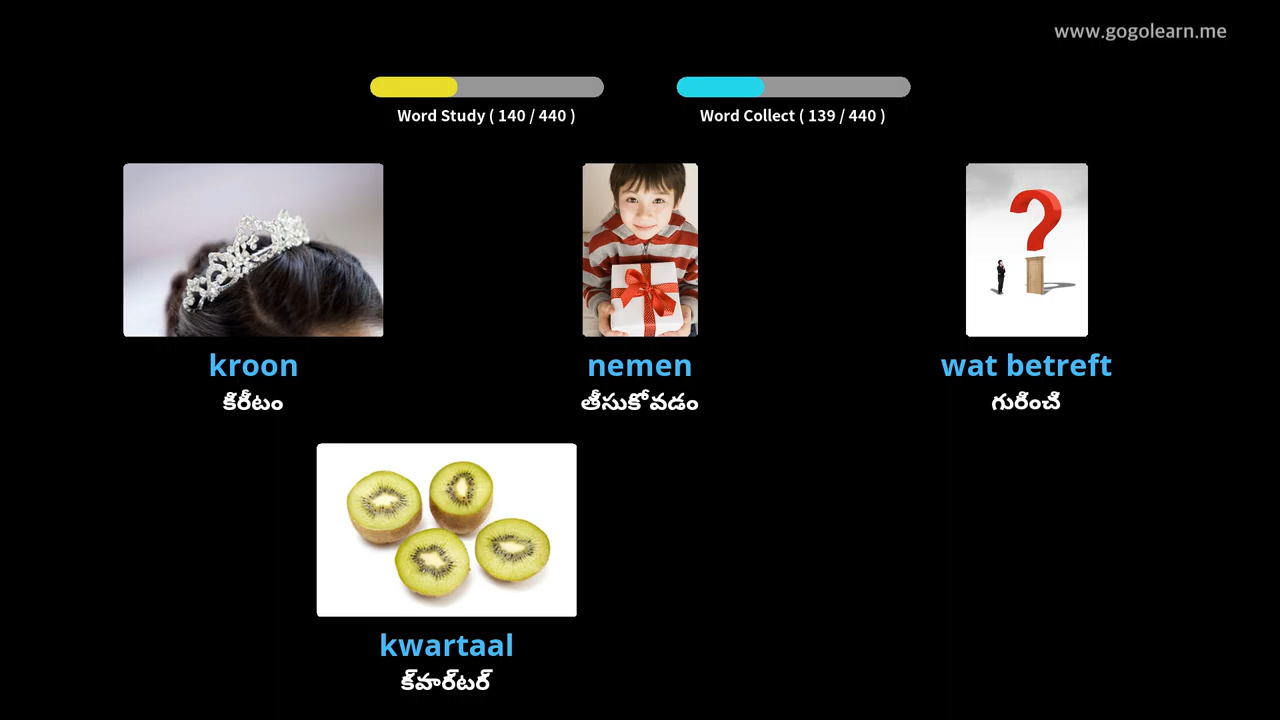 www.gogolearn.me
Word Study ( 140 / 440 )
Word Collect ( 139 / 440 )
kroon
nemen
wat betreft
కిరీటం
తీసుకోవడం
గురించి
kwartaal
క్వార్టర్